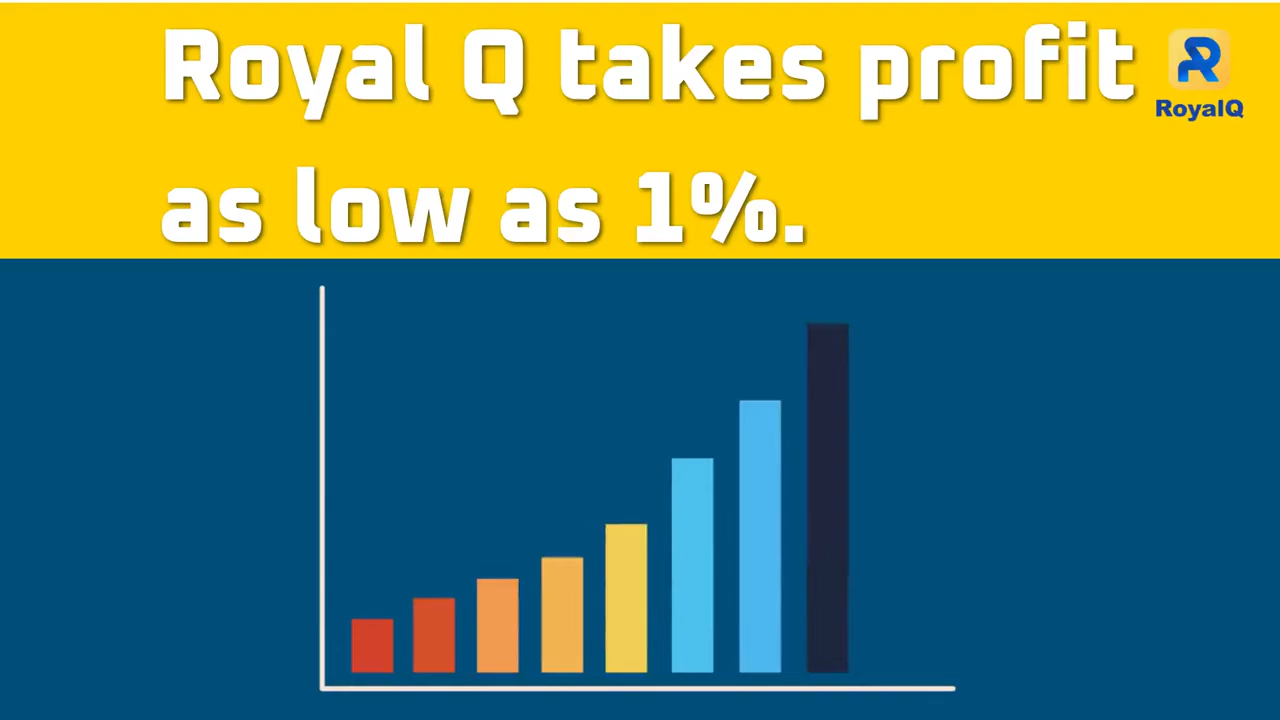 Royal Q takes profit
as low as 1%.
RoyalQ